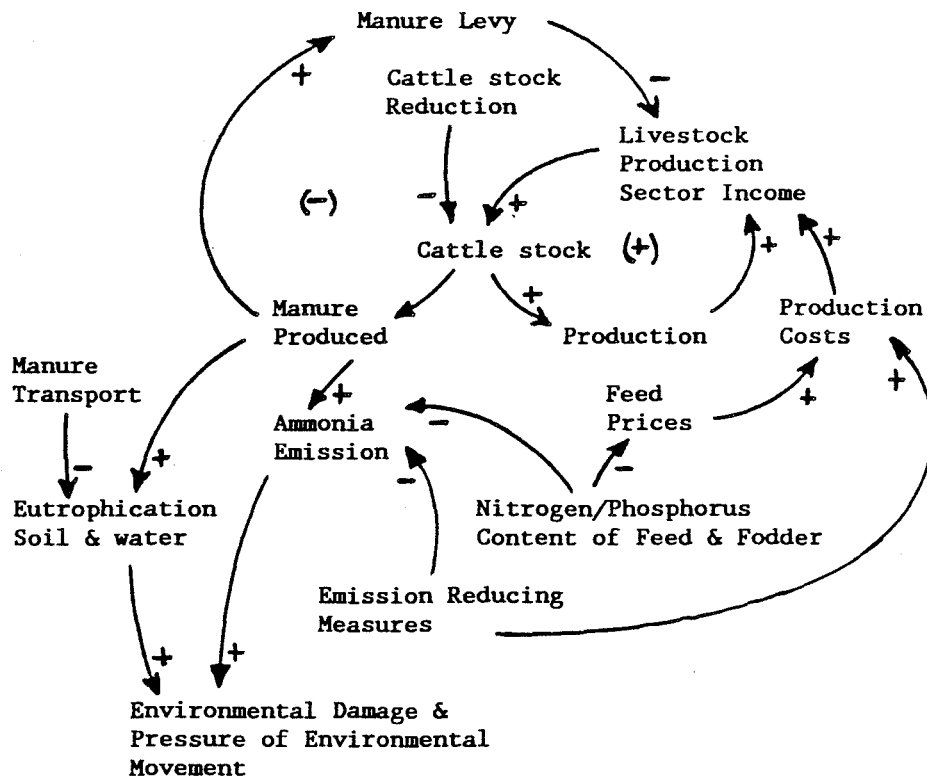 Manure Levy
+
-
Cattle stock
Reduction
Livestock
Production
Sector Income
(-)
-
+
Cattle stock
(+)
+
+
+
Manure
Produced
Production
Production
Costs
Manure
Transport
+
Feed
Prices
+
+
Ammonia
Emission
-
-
+
-
-
Eutrophication
Soil & water
Nitrogen/Phosphorus
Content of Feed & Fodder
Emission Reducing
Measures
+
+
Environmental Damage &
Pressure of Environmental
Movement